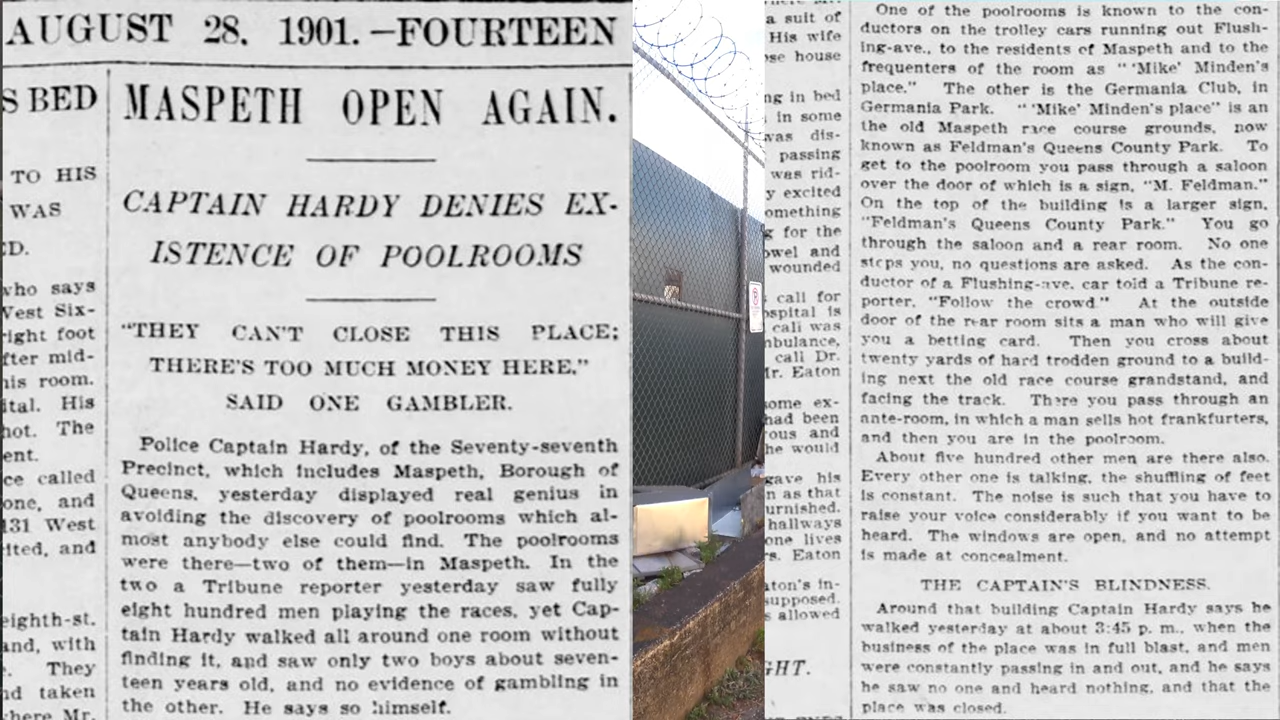 AUGUST 28, 1901.—FOURTEEN
S BED
TO HIS
WAS
ED.
who says
West Six-
right foot
fter mid-
his room.
ital. His
hot. The
ent.
ce called
one, and
131 West
ited, and
eighth-st.
and, with
. They
nd taken
where Mr.
MASPETH OPEN AGAIN.
CAPTAIN HARDY DENIES EX-
ISTENCE OF POOLROOMS
"THEY CAN'T CLOSE THIS PLACE;
THERE'S TOO MUCH MONEY HERE,"
SAID ONE GAMBLER.
Police Captain Hardy, of the Seventy-seventh
Precinct, which includes Maspeth, Borough of
Queens, yesterday displayed real genius in
avoiding the discovery of poolrooms which al-
most anybody else could find. The poolrooms
were there—two of them—in Maspeth. In the
two a Tribune reporter yesterday saw fully
eight hundred men playing the races, yet Cap-
tain Hardy walked all around one room without
finding it, and saw only two boys about seven-
teen years old, and no evidence of gambling in
the other. He says so himself.
where Mr.
a suit of
His wife
ose house
ng in bed
in some
was dis-
passing
was rid-
y excited
omething
g for the
owel and
wounded
call for
ospital is
call was
mbulance,
call Dr.
Mr. Eaton
some ex-
had been
ous and
he would
gave his
n as that
urnished.
hallways
one lives
rs. Eaton
aton's in-
supposed.
s allowed
GHT.
One of the poolrooms is known to the con-
ductors on the trolley cars running out Flush-
ing-ave., to the residents of Maspeth and to the
frequenters of the room as "'Mike' Minden's
place." The other is the Germania Club, in
Germania Park. "'Mike' Minden's place" is an
the old Maspeth race course grounds, now
known as Feldman's Queens County Park. To
get to the poolroom you pass through a saloon
over the door of which is a sign, "M. Feldman."
On the top of the building is a larger sign,
"Feldman's Queens County Park." You go
through the saloon and a rear room. No one
stops you, no questions are asked. As the con-
ductor of a Flushing-ave. car told a Tribune re-
porter, "Follow the crowd." At the outside
door of the rear room sits a man who will give
you a betting card. Then you cross about
twenty yards of hard trodden ground to a build-
ing next the old race course grandstand, and
facing the track. There you pass through an
ante-room, in which a man sells hot frankfurters,
and then you are in the poolroom.
About five hundred other men are there also.
Every other one is talking, the shuffling of feet
is constant. The noise is such that you have to
raise your voice considerably if you want to be
heard. The windows are open, and no attempt
is made at concealment.
THE CAPTAIN'S BLINDNESS.
Around that building Captain Hardy says he
walked yesterday at about 3:45 p. m., when the
business of the place was in full blast, and men
were constantly passing in and out, and he says
he saw no one and heard nothing, and that the
place was closed.